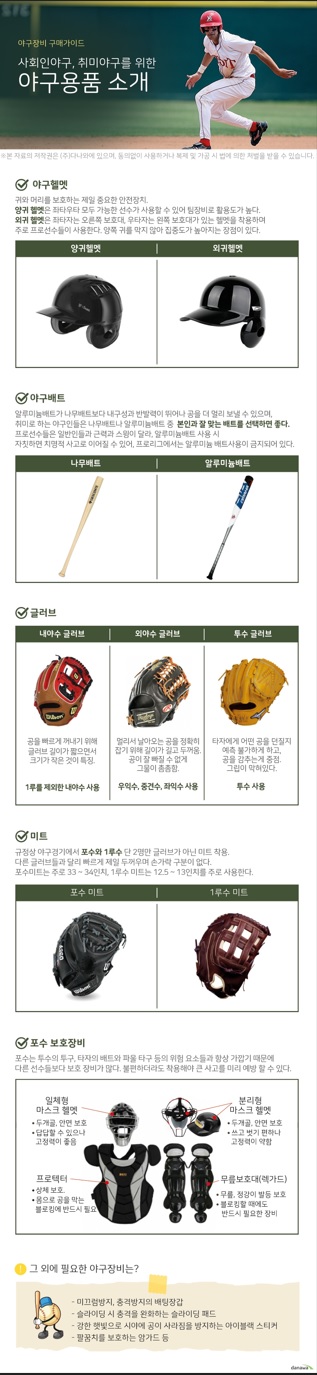 야구장비 구매가이드
사회인야구, 취미야구를 위한
야구용품 소개
※본 자료의 저작권은 (주)다나와에 있으며, 동의없이 사용하거나 복제 및 가공 시 법에 의한 처벌을 받을 수 있습니다.
야구헬멧
귀와 머리를 보호하는 제일 중요한 안전장치.
양귀 헬멧은 좌타우타 모두 가능한 선수가 사용할 수 있어 팀장비로 활용도가 높다.
외귀 헬멧은 좌타자는 오른쪽 보호대, 우타자는 왼쪽 보호대가 있는 헬멧을 착용하며
주로 프로선수들이 사용한다. 양쪽 귀를 막지 않아 집중도가 높아지는 장점이 있다.
양귀헬멧 외귀헬멧
야구배트
알루미늄배트가 나무배트보다 내구성과 반발력이 뛰어나 공을 더 멀리 보낼 수 있으며,
취미로 하는 야구인들은 나무배트나 알루미늄배트 중 본인과 잘 맞는 배트를 선택하면 좋다.
프로선수들은 일반인들과 근력과 스윙이 달라, 알루미늄배트 사용 시
자칫하면 치명적 사고로 이어질 수 있어, 프로리그에서는 알루미늄 배트사용이 금지되어 있다.
나무배트 알루미늄배트
글러브
내야수 글러브 외야수 글러브 투수 글러브
Wilson
공을 빠르게 꺼내기 위해
글러브 길이가 짧으면서
크기가 작은 것이 특징.
1루를 제외한 내야수 사용
멀리서 날아오는 공을 정확히
잡기 위해 길이가 길고 두꺼움.
공이 잘 빠질 수 없게
그물이 촘촘함.
우익수, 중견수, 좌익수 사용
타자에게 어떤 공을 던질지
예측 불가하게 하고,
공을 감추는게 중점.
그립이 막혀있다.
투수 사용
미트
규정상 야구경기에서 포수와 1루수 단 2명만 글러브가 아닌 미트 착용.
다른 글러브들과 달리 빠르게 제일 두꺼우며 손가락 구분이 없다.
포수미트는 주로 33 ~ 34인치, 1루수 미트는 12.5 ~ 13인치를 주로 사용한다.
포수 미트 1루수 미트
Wilson
포수 보호장비
포수는 투수의 투구, 타자의 배트와 파울 타구 등의 위험 요소들과 항상 가깝기 때문에
다른 선수들보다 보호 장비가 많다. 불편하더라도 착용해야 큰 사고를 미리 예방 할 수 있다.
일체형
마스크 헬멧
• 두개골, 안면 보호
• 답답할 수 있으나
고정력이 좋음
분리형
마스크 헬멧
• 두개골, 안면 보호
• 쓰고 벗기 편하나
고정력이 약함
프로텍터
• 상체 보호.
• 몸으로 공을 막는
블로킹에 반드시 필요
무릎보호대(렉가드)
• 무릎, 정강이 발등 보호
• 블로킹할 때에도
반드시 필요한 장비
! 그 외에 필요한 야구장비는?
- 미끄럼방지, 충격방지의 배팅장갑
- 슬라이딩 시 충격을 완화하는 슬라이딩 패드
- 강한 햇빛으로 시야에 공이 사라짐을 방지하는 아이블랙 스티커
- 팔꿈치를 보호하는 암가드 등
danawa